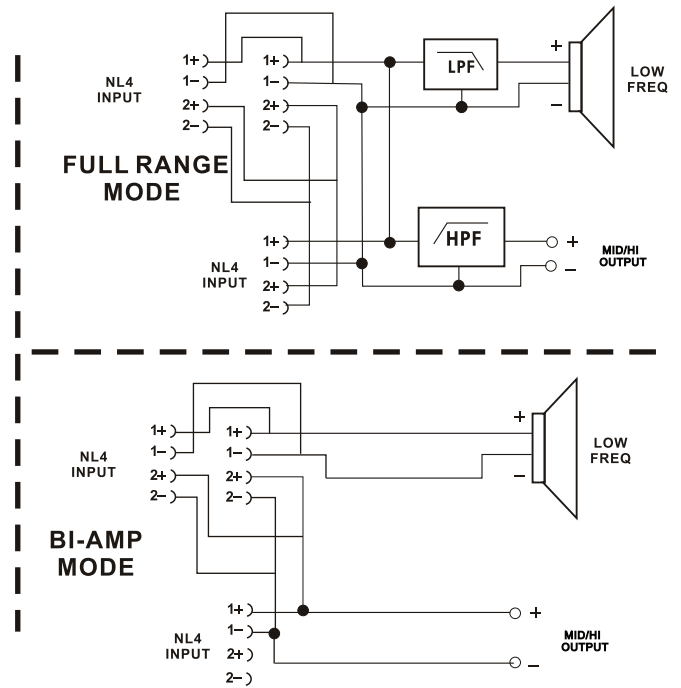 1+ 1+
1– 1–
2+ 2+
2– 2–
NL4
INPUT
FULL RANGE
MODE
LPF
+
–
LOW
FREQ
1+
1–
2+
2–
NL4
INPUT
HPF
+
–
MID/HI
OUTPUT
1+ 1+
1– 1–
2+ 2+
2– 2–
NL4
INPUT
BI-AMP
MODE
+
–
LOW
FREQ
1+
1–
2+
2–
NL4
INPUT
+
–
MID/HI
OUTPUT